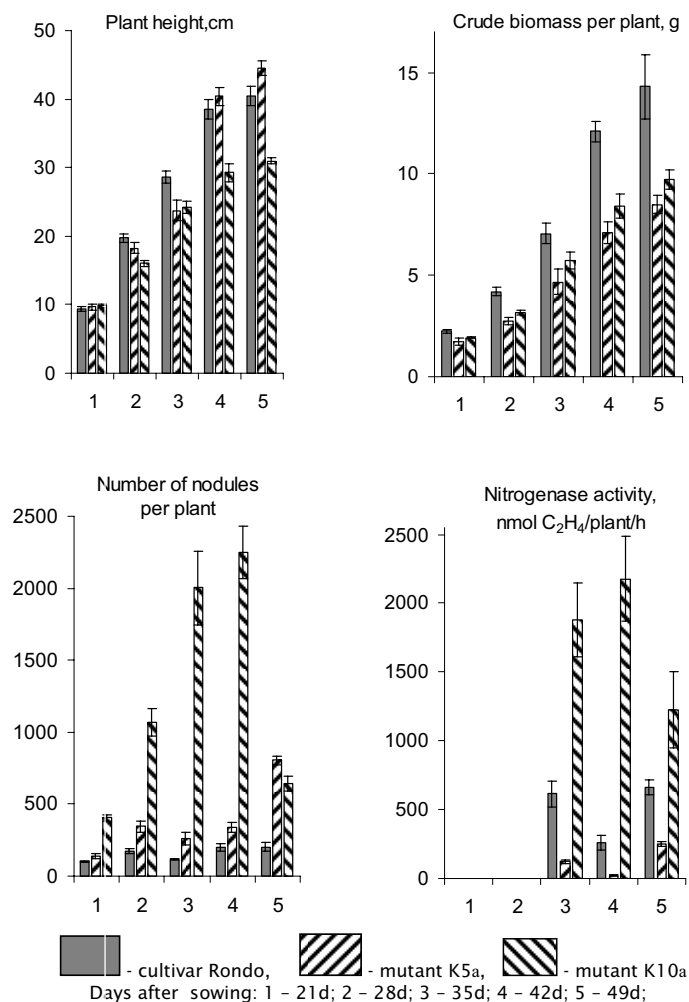 Plant height,cm
50
40
30
20
10
0
1 2 3 4 5
Crude biomass per plant, g
15
10
5
0
1 2 3 4 5
Number of nodules
per plant
2500
2000
1500
1000
500
0
1 2 3 4 5
Nitrogenase activity,
nmol C₂H₄/plant/h
2500
2000
1500
1000
500
0
1 2 3 4 5
- cultivar Rondo, - mutant K5a, - mutant K10a
Days after sowing: 1 – 21d; 2 – 28d; 3 – 35d; 4 – 42d; 5 – 49d;